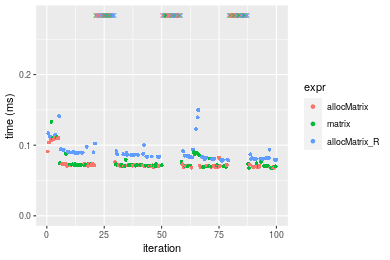 0.2
0.1
0.0
time (ms)
0
25
50
75
100
iteration
expr
allocMatrix
matrix
allocMatrix_R